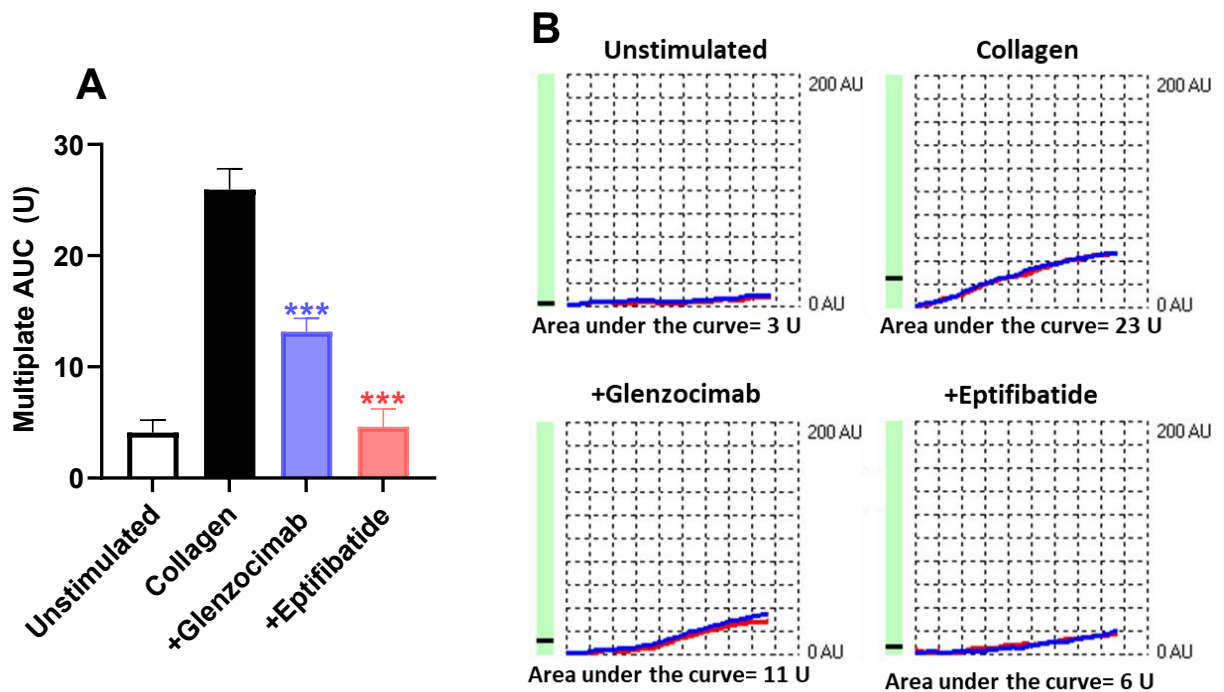 A
Multiplate AUC (U)
30
20
10
0
***
***
Unstimulated
Collagen
+Glenzocimab
+Eptifibatide
B
Unstimulated
200 AU
0 AU
Area under the curve= 3 U
Collagen
200 AU
0 AU
Area under the curve= 23 U
+Glenzocimab
200 AU
0 AU
Area under the curve= 11 U
+Eptifibatide
200 AU
0 AU
Area under the curve= 6 U